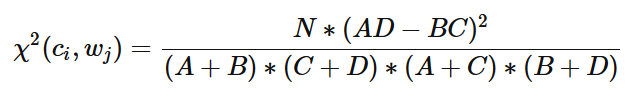 χ²(cᵢ, wⱼ) = N ∗ (AD − BC)² / (A + B) ∗ (C + D) ∗ (A + C) ∗ (B + D)